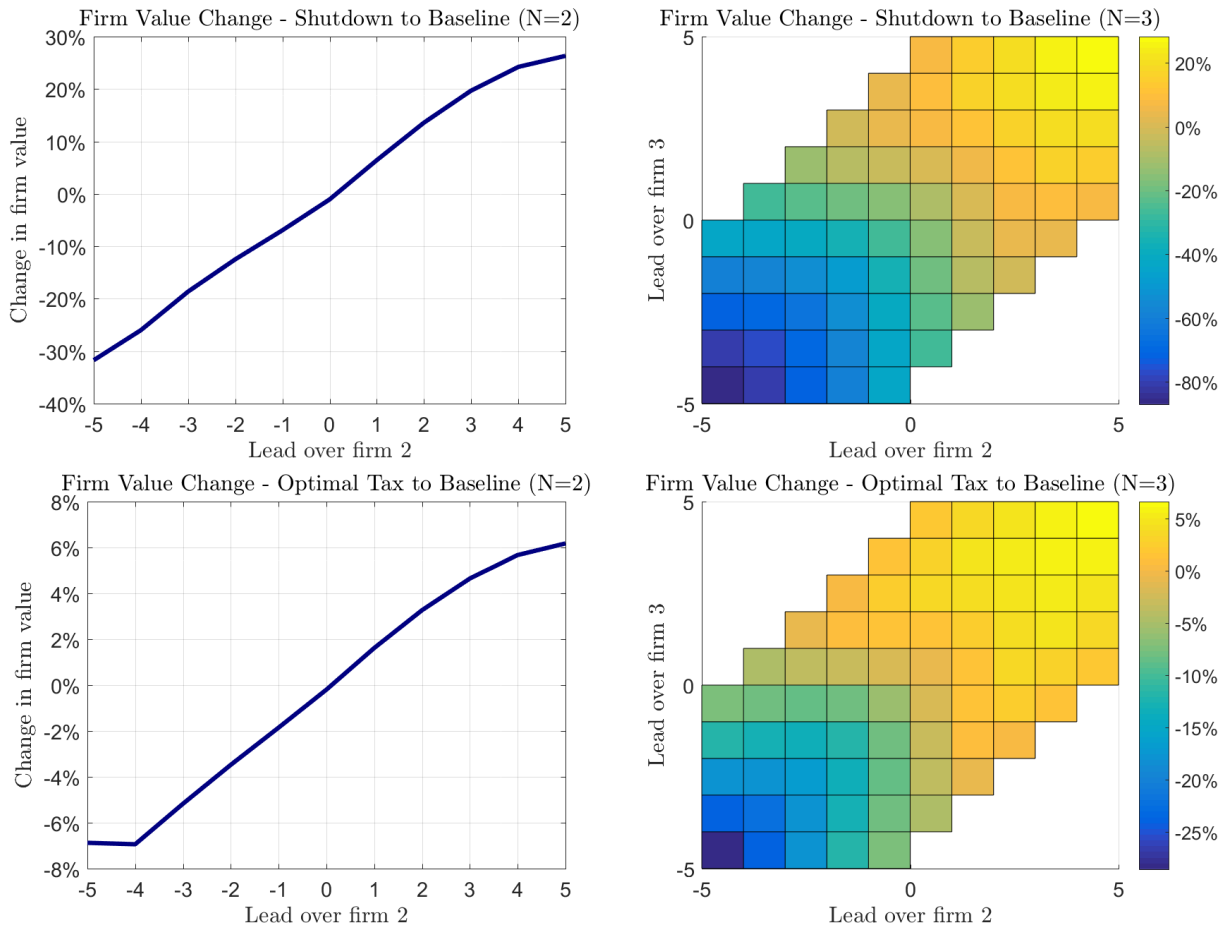 Firm Value Change - Shutdown to Baseline (N=2)
30%
20%
10%
0%
-10%
-20%
-30%
-40%
Change in firm value
-5 -4 -3 -2 -1 0 1 2 3 4 5
Lead over firm 2
Firm Value Change - Shutdown to Baseline (N=3)
5
0
-5
Lead over firm 3
-5 0 5
Lead over firm 2
20%
0%
-20%
-40%
-60%
-80%
Firm Value Change - Optimal Tax to Baseline (N=2)
8%
6%
4%
2%
0%
-2%
-4%
-6%
-8%
Change in firm value
-5 -4 -3 -2 -1 0 1 2 3 4 5
Lead over firm 2
Firm Value Change - Optimal Tax to Baseline (N=3)
5
0
-5
Lead over firm 3
-5 0 5
Lead over firm 2
5%
0%
-5%
-10%
-15%
-20%
-25%